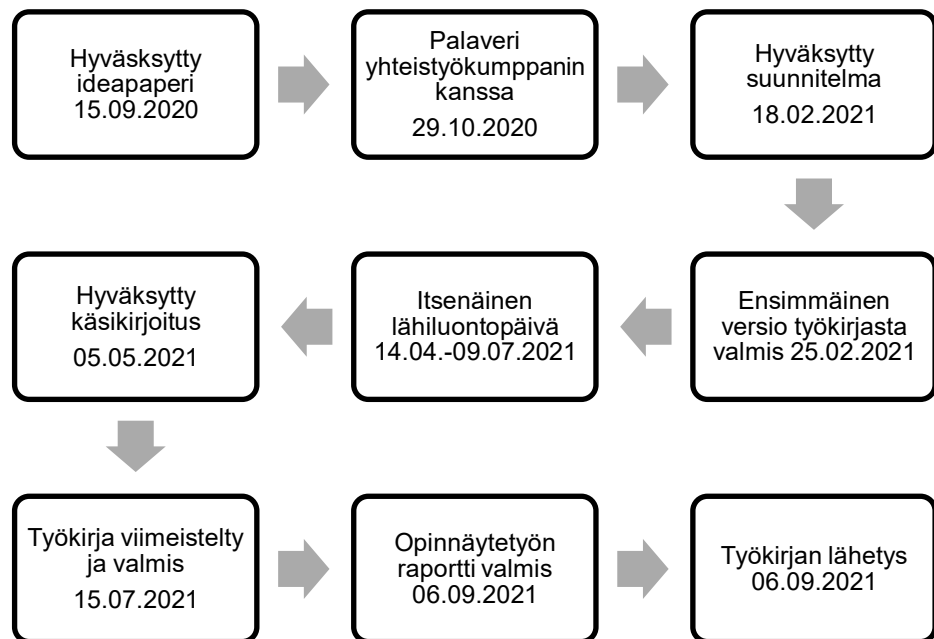 Hyväsksytty
ideapaperi
15.09.2020
Palaveri
yhteistyökumppanin
kanssa
29.10.2020
Hyväksytty
suunnitelma
18.02.2021
Ensimmäinen
versio työkirjasta
valmis 25.02.2021
Itsenäinen
lähiluontopäivä
14.04.-09.07.2021
Hyväksytty
käsikirjoitus
05.05.2021
Työkirja viimeistelty
ja valmis
15.07.2021
Opinnäytetyön
raportti valmis
06.09.2021
Työkirjan lähetys
06.09.2021